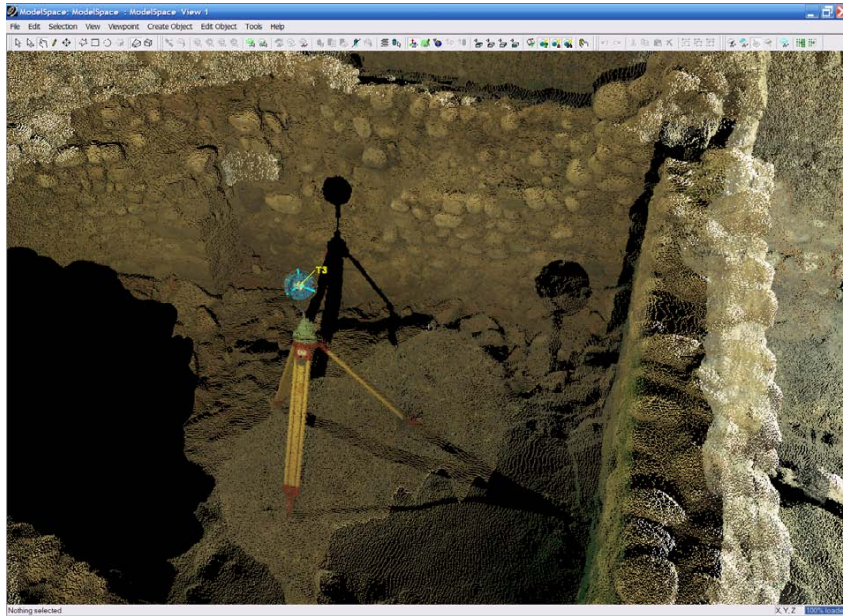 ModelSpace: ModelSpace : ModelSpace View 1
File Edit Selection View Viewpoint Create Object Edit Object Tools Help
T3
Nothing selected
X, Y, Z 100% loade